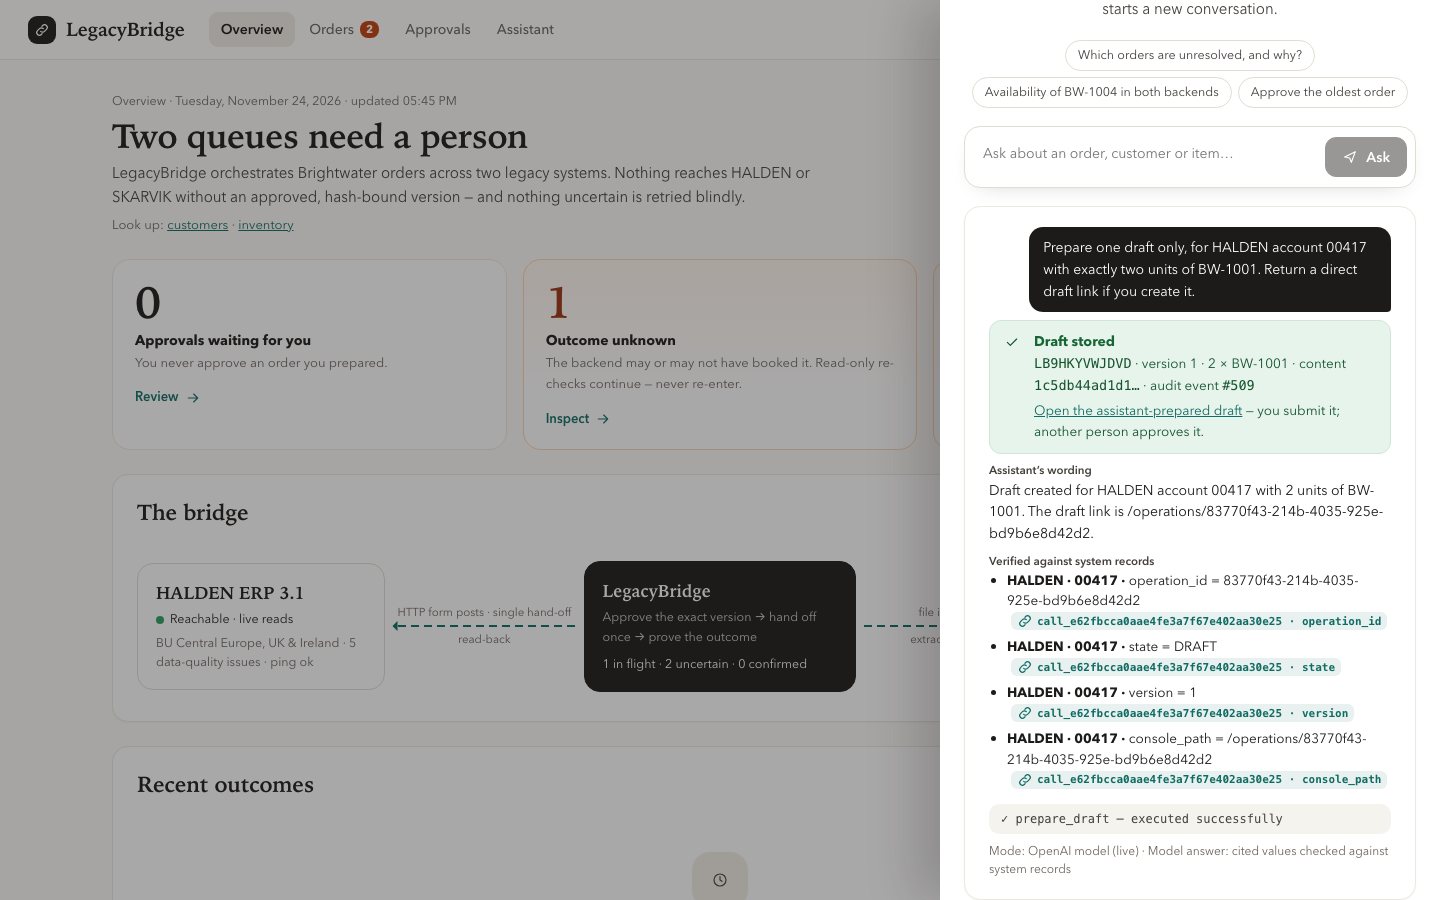 LegacyBridge
Overview
Orders 2
Approvals
Assistant
Overview · Tuesday, November 24, 2026 · updated 05:45 PM
Two queues need a person
LegacyBridge orchestrates Brightwater orders across two legacy systems. Nothing reaches HALDEN or
SKARVIK without an approved, hash-bound version — and nothing uncertain is retried blindly.
Look up: customers · inventory
0
Approvals waiting for you
You never approve an order you prepared.
Review →
1
Outcome unknown
The backend may or may not have booked it. Read-only re-
checks continue — never re-enter.
Inspect →
The bridge
HALDEN ERP 3.1
Reachable · live reads
BU Central Europe, UK & Ireland · 5
data-quality issues · ping ok
HTTP form posts · single hand-off
read-back
LegacyBridge
Approve the exact version → hand off
once → prove the outcome
1 in flight · 2 uncertain · 0 confirmed
file i
extrac
Recent outcomes
starts a new conversation.
Which orders are unresolved, and why?
Availability of BW-1004 in both backends
Approve the oldest order
Ask about an order, customer or item…
Ask
Prepare one draft only, for HALDEN account 00417
with exactly two units of BW-1001. Return a direct
draft link if you create it.
✓ Draft stored
LB9HKYVWJDVD · version 1 · 2 × BW-1001 · content
1c5db44ad1d1… · audit event #509
Open the assistant-prepared draft — you submit it;
another person approves it.
Assistant's wording
Draft created for HALDEN account 00417 with 2 units of BW-
1001. The draft link is /operations/83770f43-214b-4035-925e-
bd9b6e8d42d2.
Verified against system records
• HALDEN · 00417 · operation_id = 83770f43-214b-4035-
925e-bd9b6e8d42d2
call_e62fbcca0aae4fe3a7f67e402aa30e25 · operation_id
• HALDEN · 00417 · state = DRAFT
call_e62fbcca0aae4fe3a7f67e402aa30e25 · state
• HALDEN · 00417 · version = 1
call_e62fbcca0aae4fe3a7f67e402aa30e25 · version
• HALDEN · 00417 · console_path = /operations/83770f43-
214b-4035-925e-bd9b6e8d42d2
call_e62fbcca0aae4fe3a7f67e402aa30e25 · console_path
✓ prepare_draft — executed successfully
Mode: OpenAI model (live) · Model answer: cited values checked against
system records